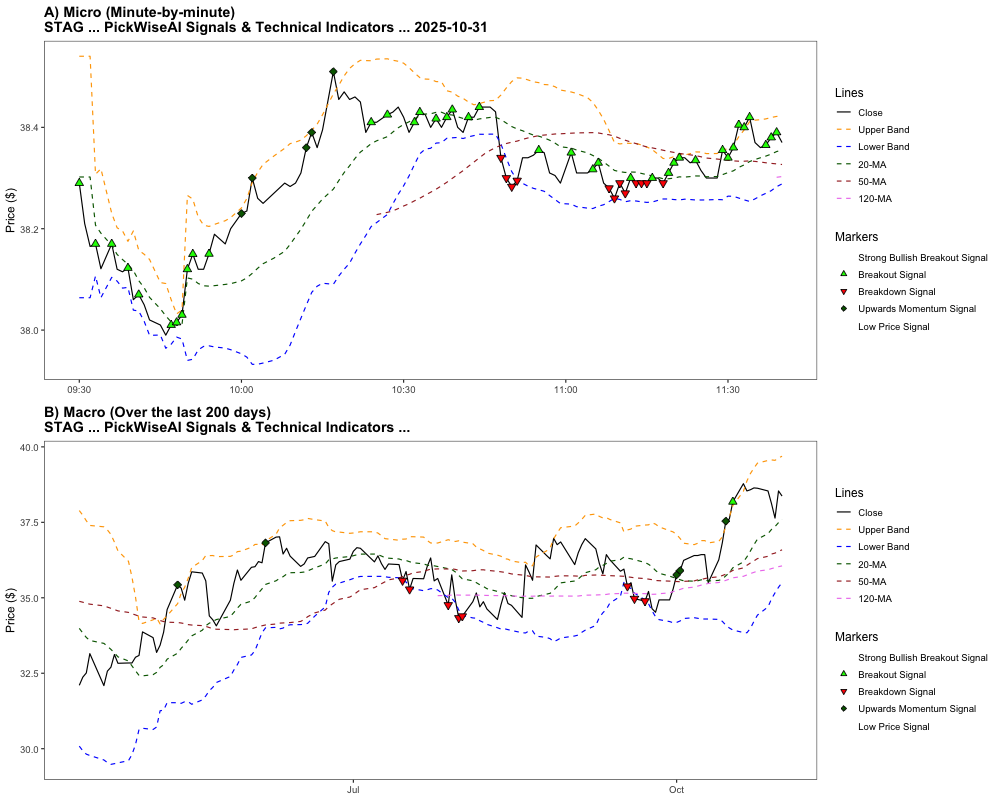 A) Micro (Minute-by-minute)
STAG ... PickWiseAI Signals & Technical Indicators ... 2025-10-31
Price ($)
38.4
38.2
38.0
09:30
10:00
10:30
11:00
11:30
Lines
Close
Upper Band
Lower Band
20-MA
50-MA
120-MA
Markers
Strong Bullish Breakout Signal
Breakout Signal
Breakdown Signal
Upwards Momentum Signal
Low Price Signal
B) Macro (Over the last 200 days)
STAG ... PickWiseAI Signals & Technical Indicators ...
Price ($)
40.0
37.5
35.0
32.5
30.0
Jul
Oct
Lines
Close
Upper Band
Lower Band
20-MA
50-MA
120-MA
Markers
Strong Bullish Breakout Signal
Breakout Signal
Breakdown Signal
Upwards Momentum Signal
Low Price Signal